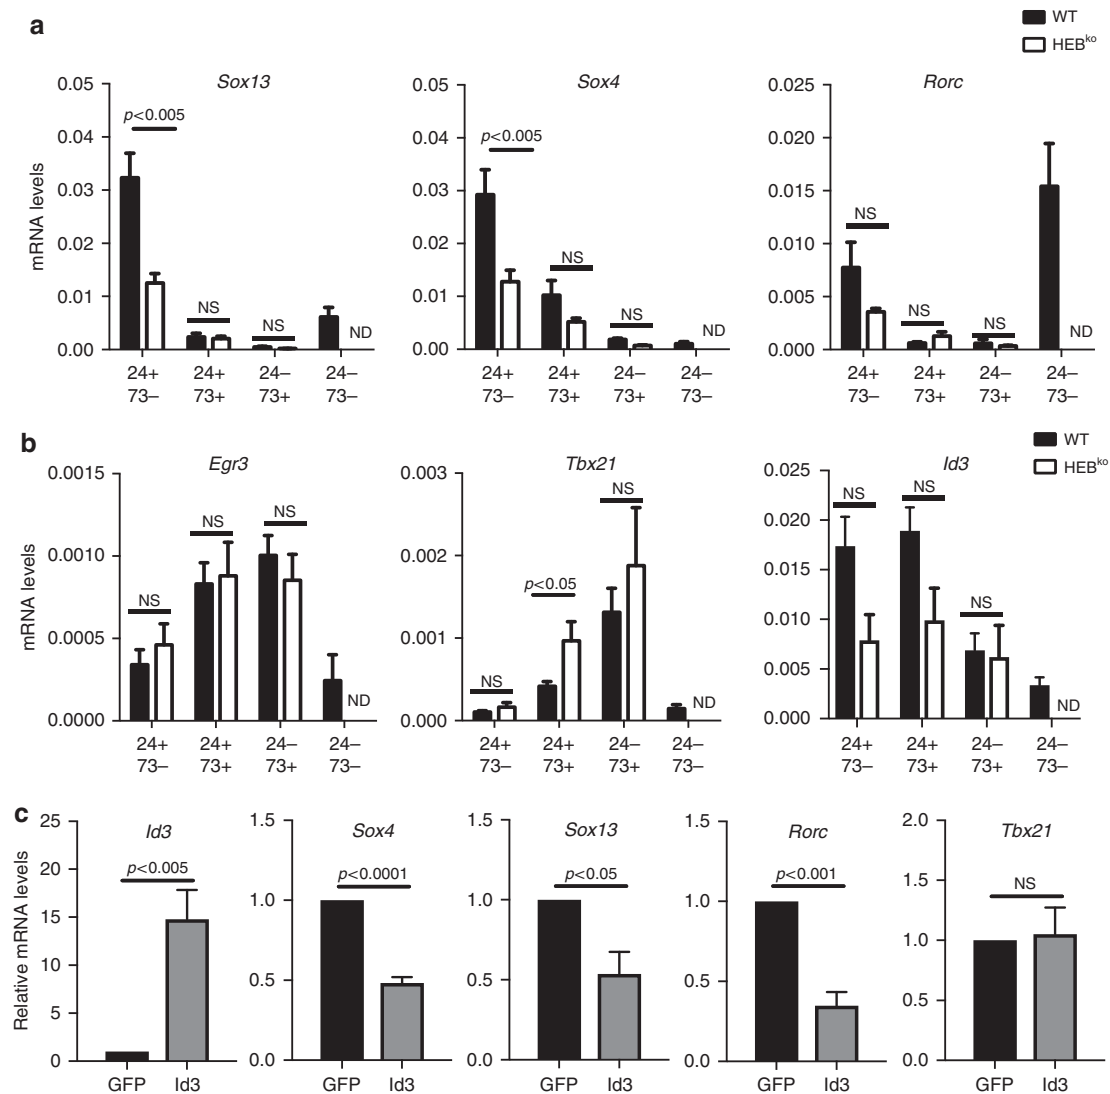 a
WT
HEBko
Sox13
Sox4
Rorc
mRNA levels
0.05
0.04
0.03
0.02
0.01
0.00
p<0.005
NS
NS
ND
24+ 24+ 24– 24–
73– 73+ 73+ 73–
0.05
0.04
0.03
0.02
0.01
0.00
p<0.005
NS
NS
ND
24+ 24+ 24– 24–
73– 73+ 73+ 73–
0.025
0.020
0.015
0.010
0.005
0.000
NS
NS
NS
ND
24+ 24+ 24– 24–
73– 73+ 73+ 73–
b
WT
HEBko
Egr3
Tbx21
Id3
mRNA levels
0.0015
0.0010
0.0005
0.0000
NS
NS
NS
ND
24+ 24+ 24– 24–
73– 73+ 73+ 73–
0.003
0.002
0.001
0.000
NS
p<0.05
NS
ND
24+ 24+ 24– 24–
73– 73+ 73+ 73–
0.025
0.020
0.015
0.010
0.005
0.000
NS
NS
NS
ND
24+ 24+ 24– 24–
73– 73+ 73+ 73–
c
Relative mRNA levels
Id3
25
20
15
10
5
0
p<0.005
GFP Id3
Sox4
1.5
1.0
0.5
0.0
p<0.0001
GFP Id3
Sox13
1.5
1.0
0.5
0.0
p<0.05
GFP Id3
Rorc
1.5
1.0
0.5
0.0
p<0.001
GFP Id3
Tbx21
2.0
1.5
1.0
0.5
0.0
NS
GFP Id3